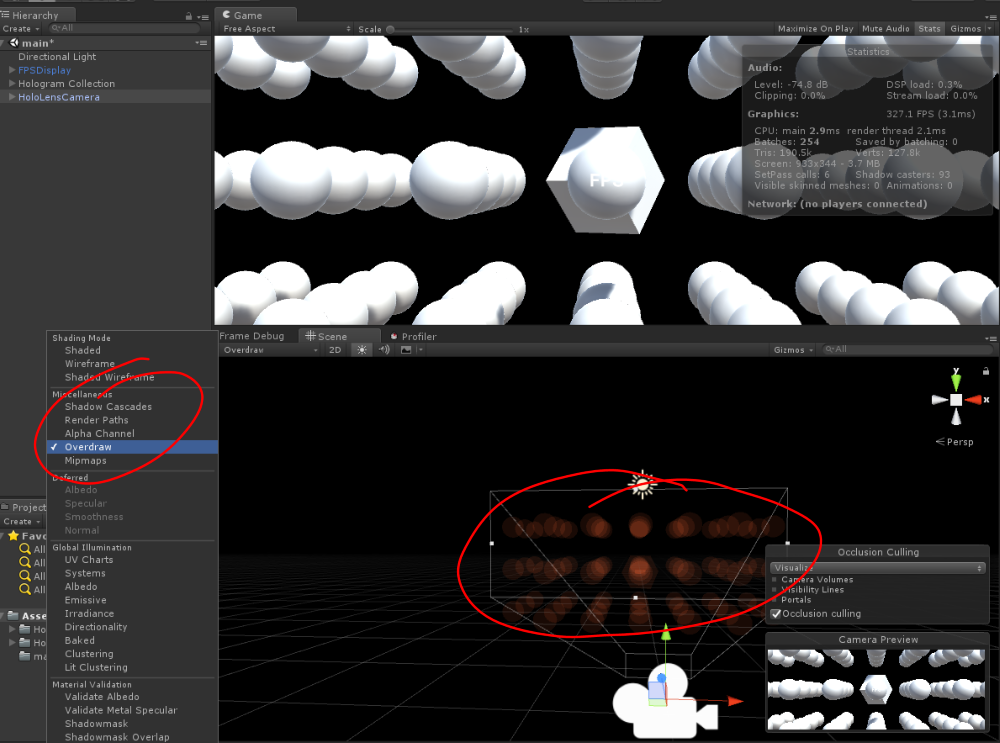 Hierarchy
Create
All
main*
Directional Light
FPSDisplay
Hologram Collection
HoloLensCamera
Game
Free Aspect
Scale
1x
Maximize On Play Mute Audio Stats Gizmos
FPS
Statistics
Audio:
Level: -74.8 dB DSP load: 0.3%
Clipping: 0.0% Stream load: 0.0%
Graphics: 327.1 FPS (3.1ms)
CPU: main 2.9ms render thread 2.1ms
Batches: 254 Saved by batching: 0
Tris: 190.5k Verts: 127.8k
Screen: 533x344 - 3.7 MB
SetPass calls: 6 Shadow casters: 93
Visible skinned meshes: 0 Animations: 0
Network: (no players connected)
Shading Mode
Shaded
Wireframe
Shaded Wireframe
Miscellaneous
Shadow Cascades
Render Paths
Alpha Channel
Overdraw
Mipmaps
Deferred
Albedo
Specular
Smoothness
Normal
Global Illumination
UV Charts
Systems
Albedo
Emissive
Irradiance
Directionality
Baked
Clustering
Lit Clustering
Material Validation
Validate Albedo
Validate Metal Specular
Shadowmask
Shadowmask Overlap
Project
Create
Favo
All
All
All
All
Asse
Ho
Ho
ma
Frame Debug Scene Profiler
Overdraw 2D
Gizmos All
y
x
Persp
Occlusion Culling
Visualize
Camera Volumes
Visibility Lines
Portals
Occlusion culling
Camera Preview